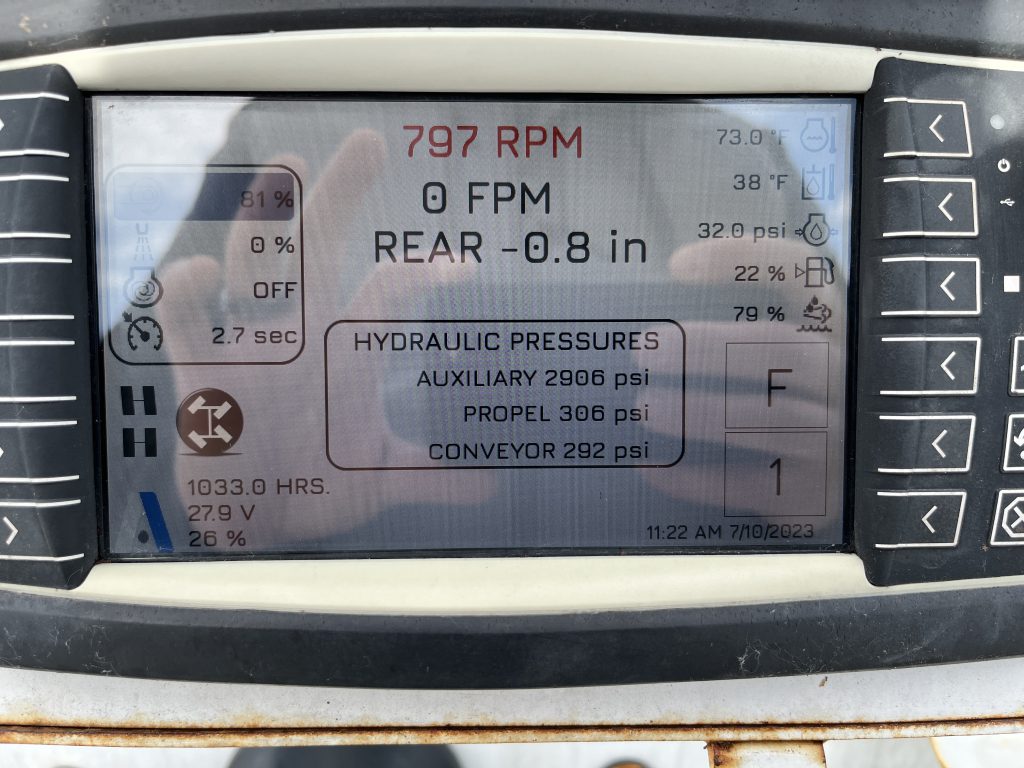 797 RPM
0 FPM
REAR -0.8 in
81 %
0 %
OFF
2.7 sec
73.0 °F
38 °F
32.0 psi
22 %
79 %
HYDRAULIC PRESSURES
AUXILIARY 2906 psi
PROPEL 306 psi
CONVEYOR 292 psi
H
H
F
1
1033.0 HRS.
27.9 V
26 %
11:22 AM 7/10/2023